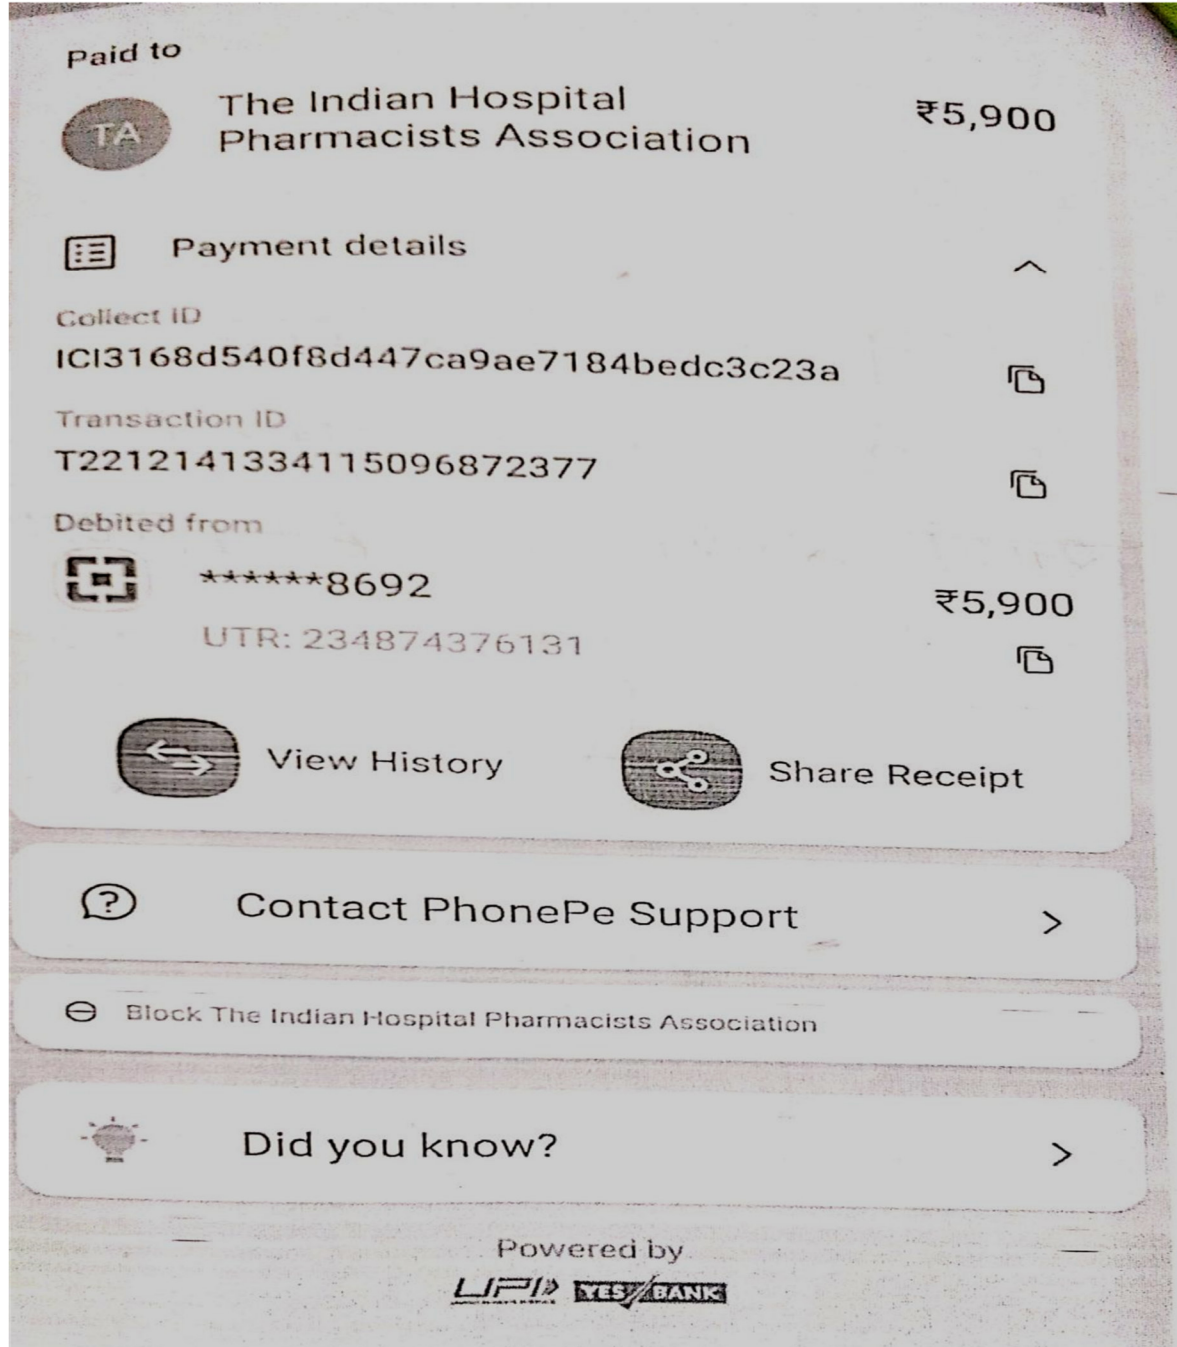 Paid to
TA
The Indian Hospital
Pharmacists Association
₹5,900
Payment details
Collect ID
ICI3168d540f8d447ca9ae7184bedc3c23a
Transaction ID
T2212141334115096872377
Debited from
******8692
₹5,900
UTR: 234874376131
View History
Share Receipt
Contact PhonePe Support
Block The Indian Hospital Pharmacists Association
Did you know?
Powered by
UPI YES BANK